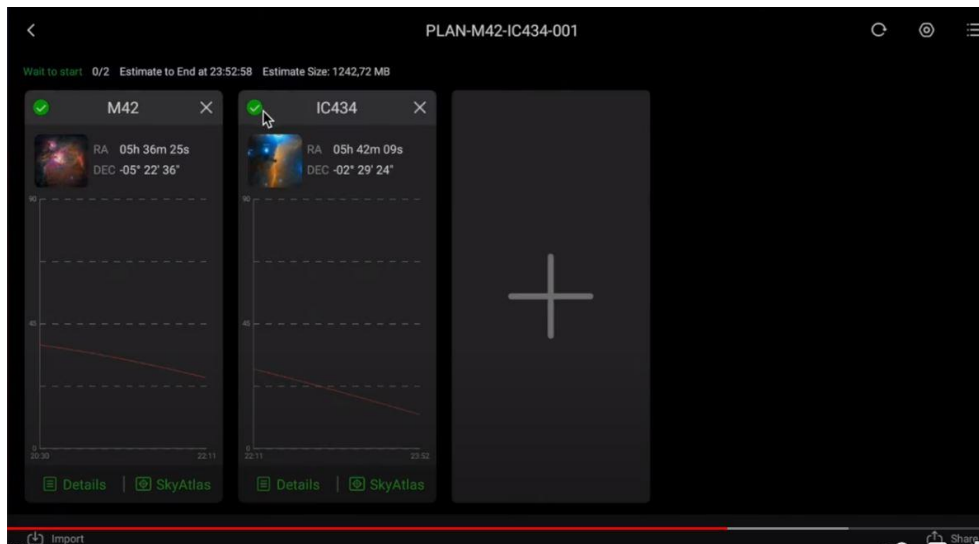 PLAN-M42-IC434-001
Wait to start 0/2 Estimate to End at 23:52:58 Estimate Size: 1242,72 MB
M42
RA 05h 36m 25s
DEC -05° 22' 36"
90
45
0
20:30 22:11
Details | SkyAtlas
IC434
RA 05h 42m 09s
DEC -02° 29' 24"
90
45
0
22:11 23:52
Details | SkyAtlas
Import
Share